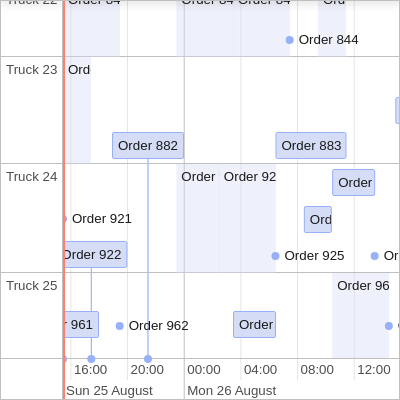 Truck 22
Order 84 Order 84 Order 84 Ord
Order 844
Truck 23
Ord
Order 882 Order 883
Truck 24
Order Order 92
Order
Order 921
Ord
Order 922
Order 925 Or
Truck 25
Order 96
r 961
Order 962
Order
16:00 20:00 00:00 04:00 08:00 12:00
Sun 25 August Mon 26 August